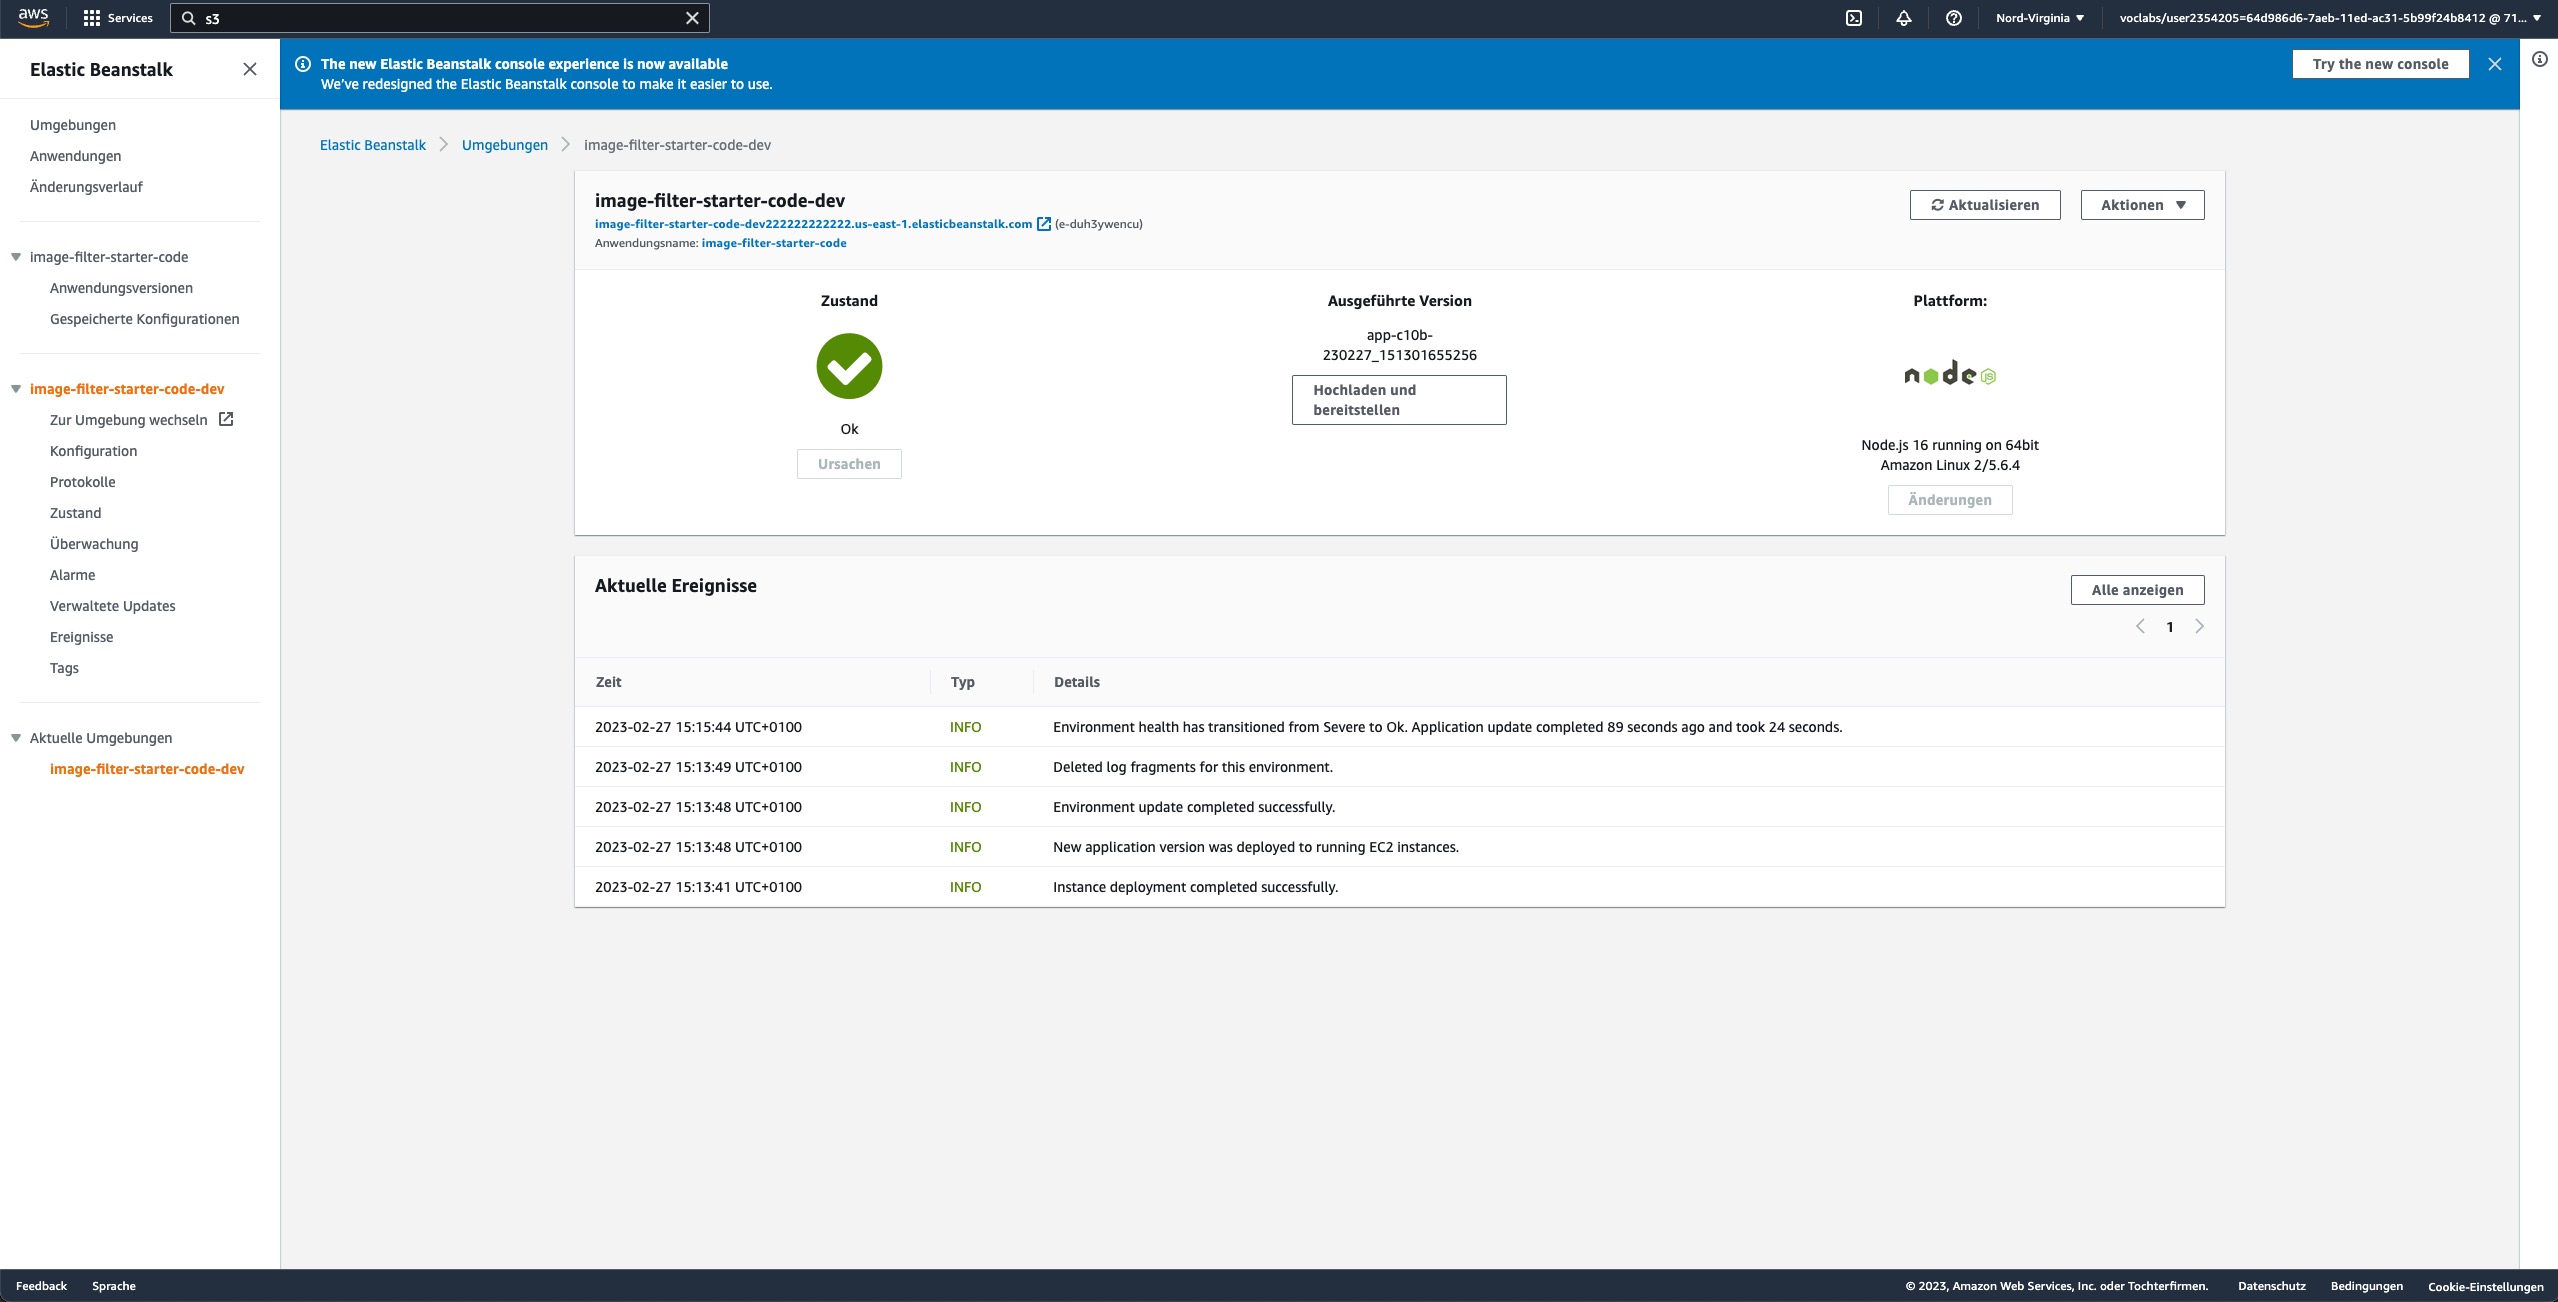 aws
Services
s3
Nord-Virginia
voclabs/user2354205=64d986d6-7aeb-11ed-ac31-5b99f24b8412 @ 71...
Elastic Beanstalk
The new Elastic Beanstalk console experience is now available
We've redesigned the Elastic Beanstalk console to make it easier to use.
Try the new console
Umgebungen
Anwendungen
Änderungsverlauf
image-filter-starter-code
Anwendungsversionen
Gespeicherte Konfigurationen
image-filter-starter-code-dev
Zur Umgebung wechseln
Konfiguration
Protokolle
Zustand
Überwachung
Alarme
Verwaltete Updates
Ereignisse
Tags
Aktuelle Umgebungen
image-filter-starter-code-dev
Elastic Beanstalk
Umgebungen
image-filter-starter-code-dev
image-filter-starter-code-dev
image-filter-starter-code-dev222222222222.us-east-1.elasticbeanstalk.com (e-duh3ywencu)
Anwendungsname: image-filter-starter-code
Aktualisieren
Aktionen
Zustand
Ok
Ursachen
Ausgeführte Version
app-c10b-
230227_151301655256
Hochladen und
bereitstellen
Plattform:
node JS
Node.js 16 running on 64bit
Amazon Linux 2/5.6.4
Änderungen
Aktuelle Ereignisse
Alle anzeigen
1
Zeit Typ Details
2023-02-27 15:15:44 UTC+0100 INFO Environment health has transitioned from Severe to Ok. Application update completed 89 seconds ago and took 24 seconds.
2023-02-27 15:13:49 UTC+0100 INFO Deleted log fragments for this environment.
2023-02-27 15:13:48 UTC+0100 INFO Environment update completed successfully.
2023-02-27 15:13:48 UTC+0100 INFO New application version was deployed to running EC2 instances.
2023-02-27 15:13:41 UTC+0100 INFO Instance deployment completed successfully.
Feedback
Sprache
© 2023, Amazon Web Services, Inc. oder Tochterfirmen.
Datenschutz
Bedingungen
Cookie-Einstellungen